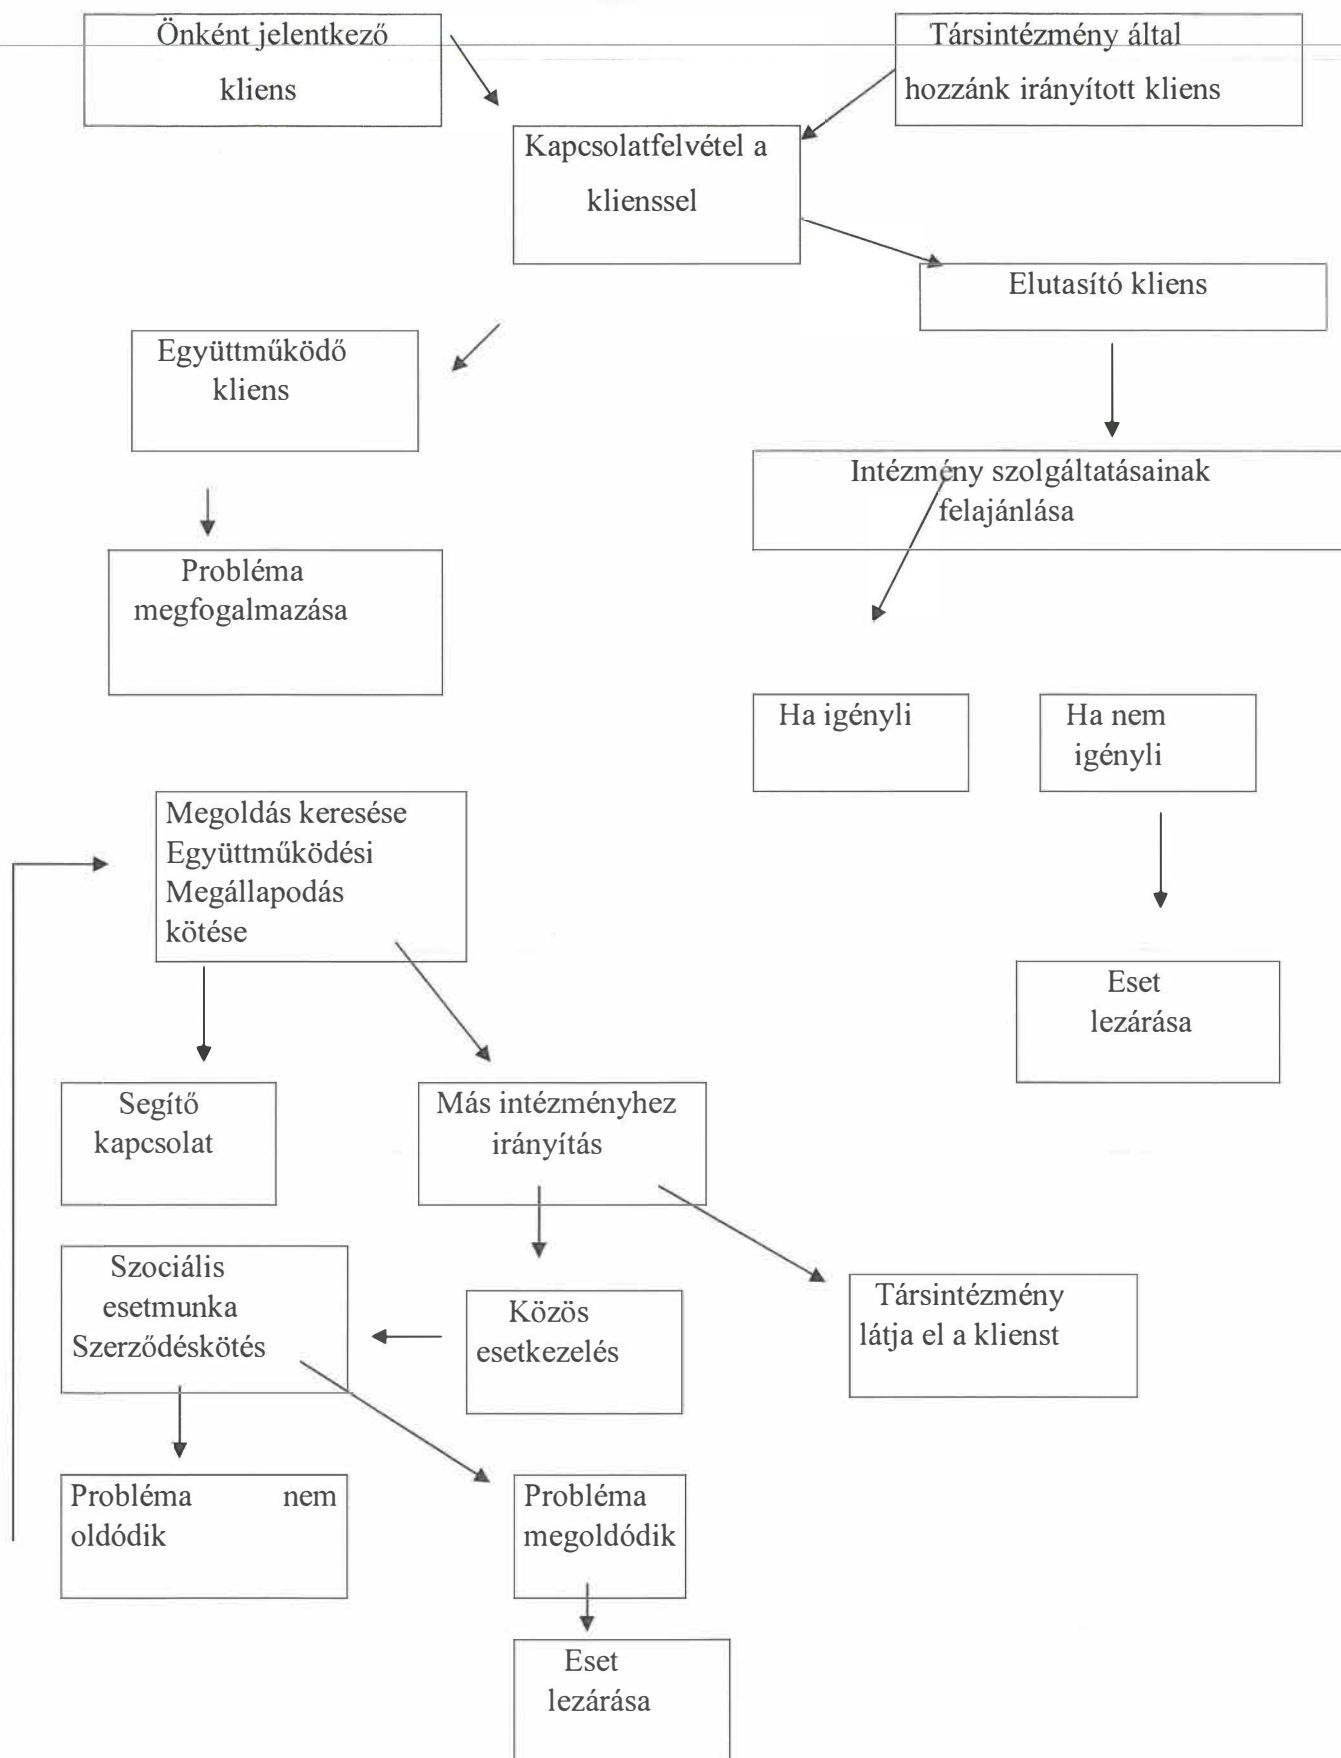 Önként jelentkező
kliens
Társintézmény által
hozzánk irányított kliens
Kapcsolatfelvétel a
klienssel
Elutasító kliens
Együttműködő
kliens
Intézmény szolgáltatásainak
felajánlása
Probléma
megfogalmazása
Ha igényli
Ha nem
igényli
Megoldás keresése
Együttműködési
Megállapodás
kötése
Eset
lezárása
Segítő
kapcsolat
Más intézményhez
irányítás
Szociális
esetmunka
Szerződéskötés
Közös
esetkezelés
Társintézmény
látja el a klienst
Probléma nem
oldódik
Probléma
megoldódik
Eset
lezárása